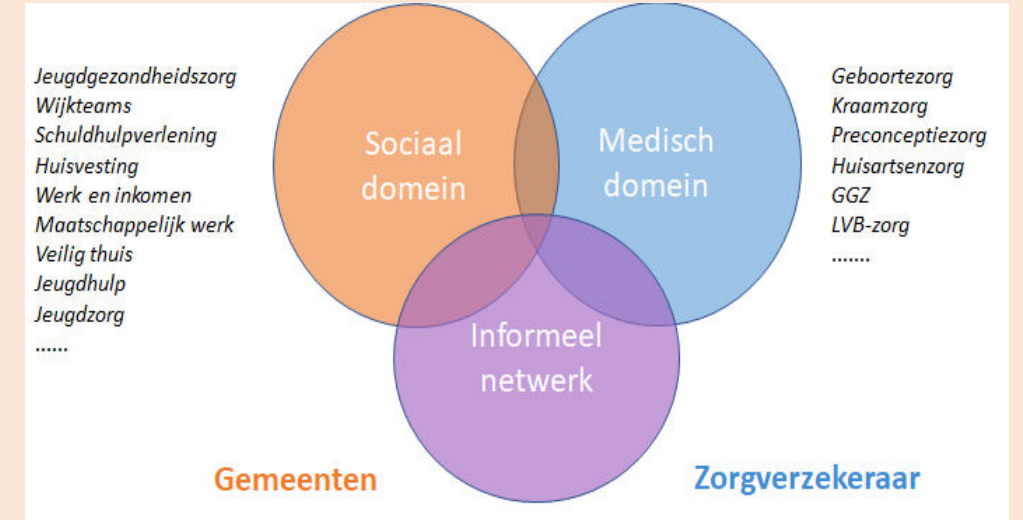 Jeugdgezondheidszorg
Wijkteams
Schuldhulpverlening
Huisvesting
Werk en inkomen
Maatschappelijk werk
Veilig thuis
Jeugdhulp
Jeugdzorg
......
Sociaal
domein
Medisch
domein
Informeel
netwerk
Geboortezorg
Kraamzorg
Preconceptiezorg
Huisartsenzorg
GGZ
LVB-zorg
.......
Gemeenten
Zorgverzekeraar